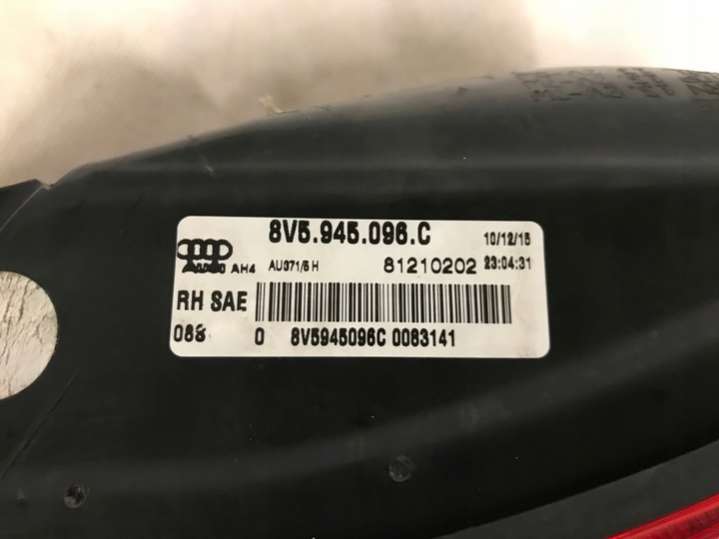 8V5.945.096.C 10/12/15
Audi AH4 AU371/5 H 81210202 23:04:31
RH SAE
088 0 8V5945096C 0083141